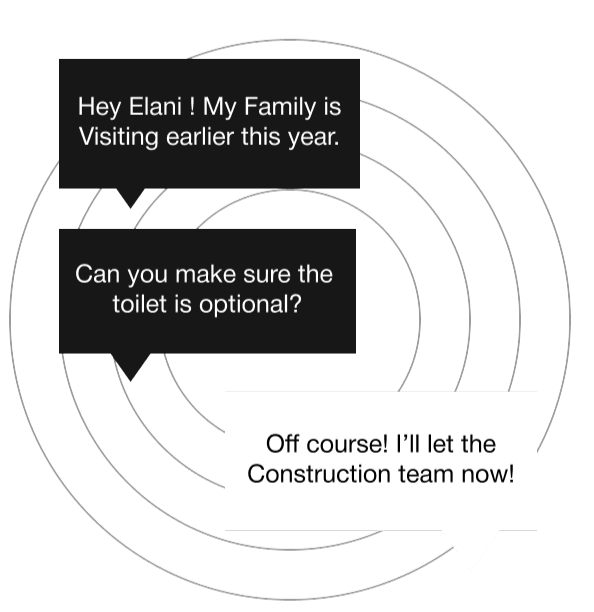 Hey Elani ! My Family is
Visiting earlier this year.
Can you make sure the
toilet is optional?
Off course! I’ll let the
Construction team now!